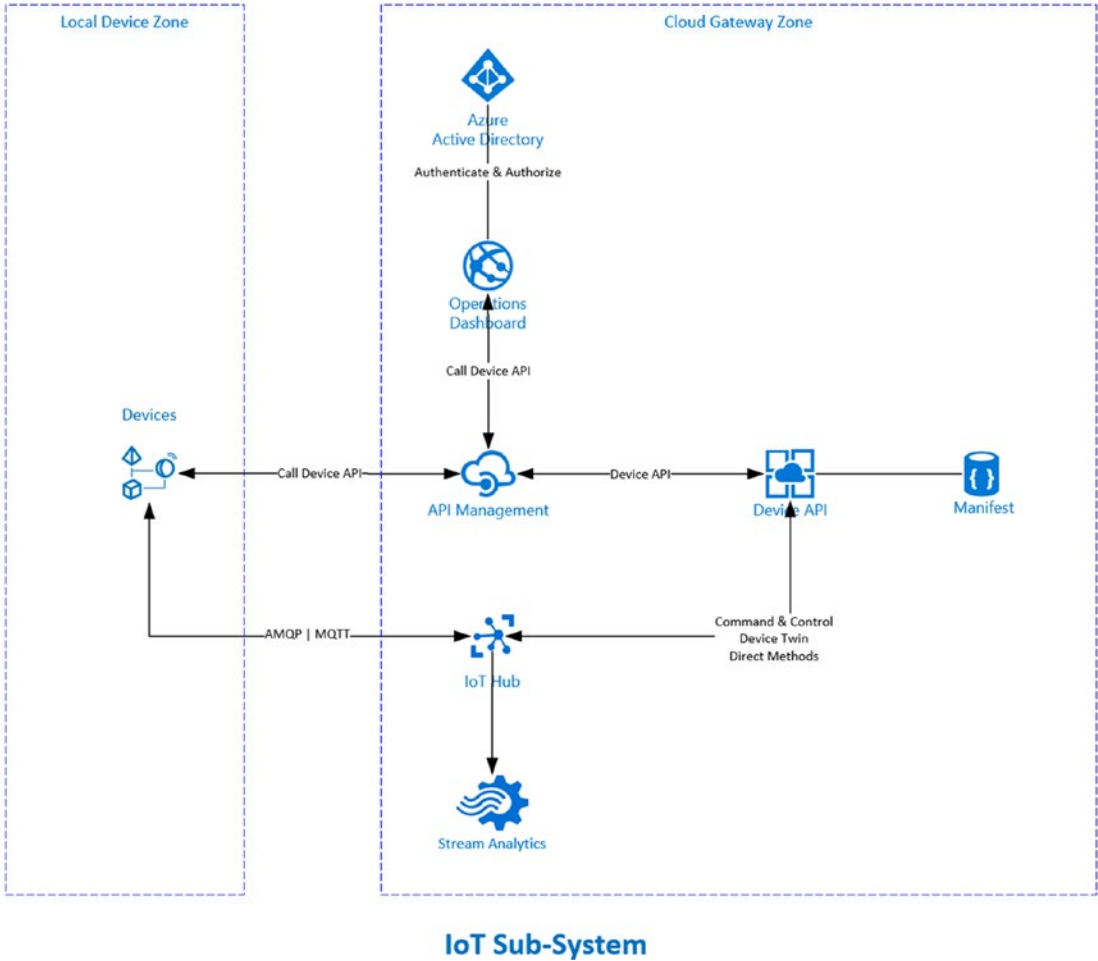 Local Device Zone
Cloud Gateway Zone
Azure
Active Directory
Authenticate & Authorize
Operations
Dashboard
Call Device API
Devices
Call Device API
API Management
Device API
Device API
Manifest
AMQP | MQTT
IoT Hub
Command & Control
Device Twin
Direct Methods
Stream Analytics
IoT Sub-System